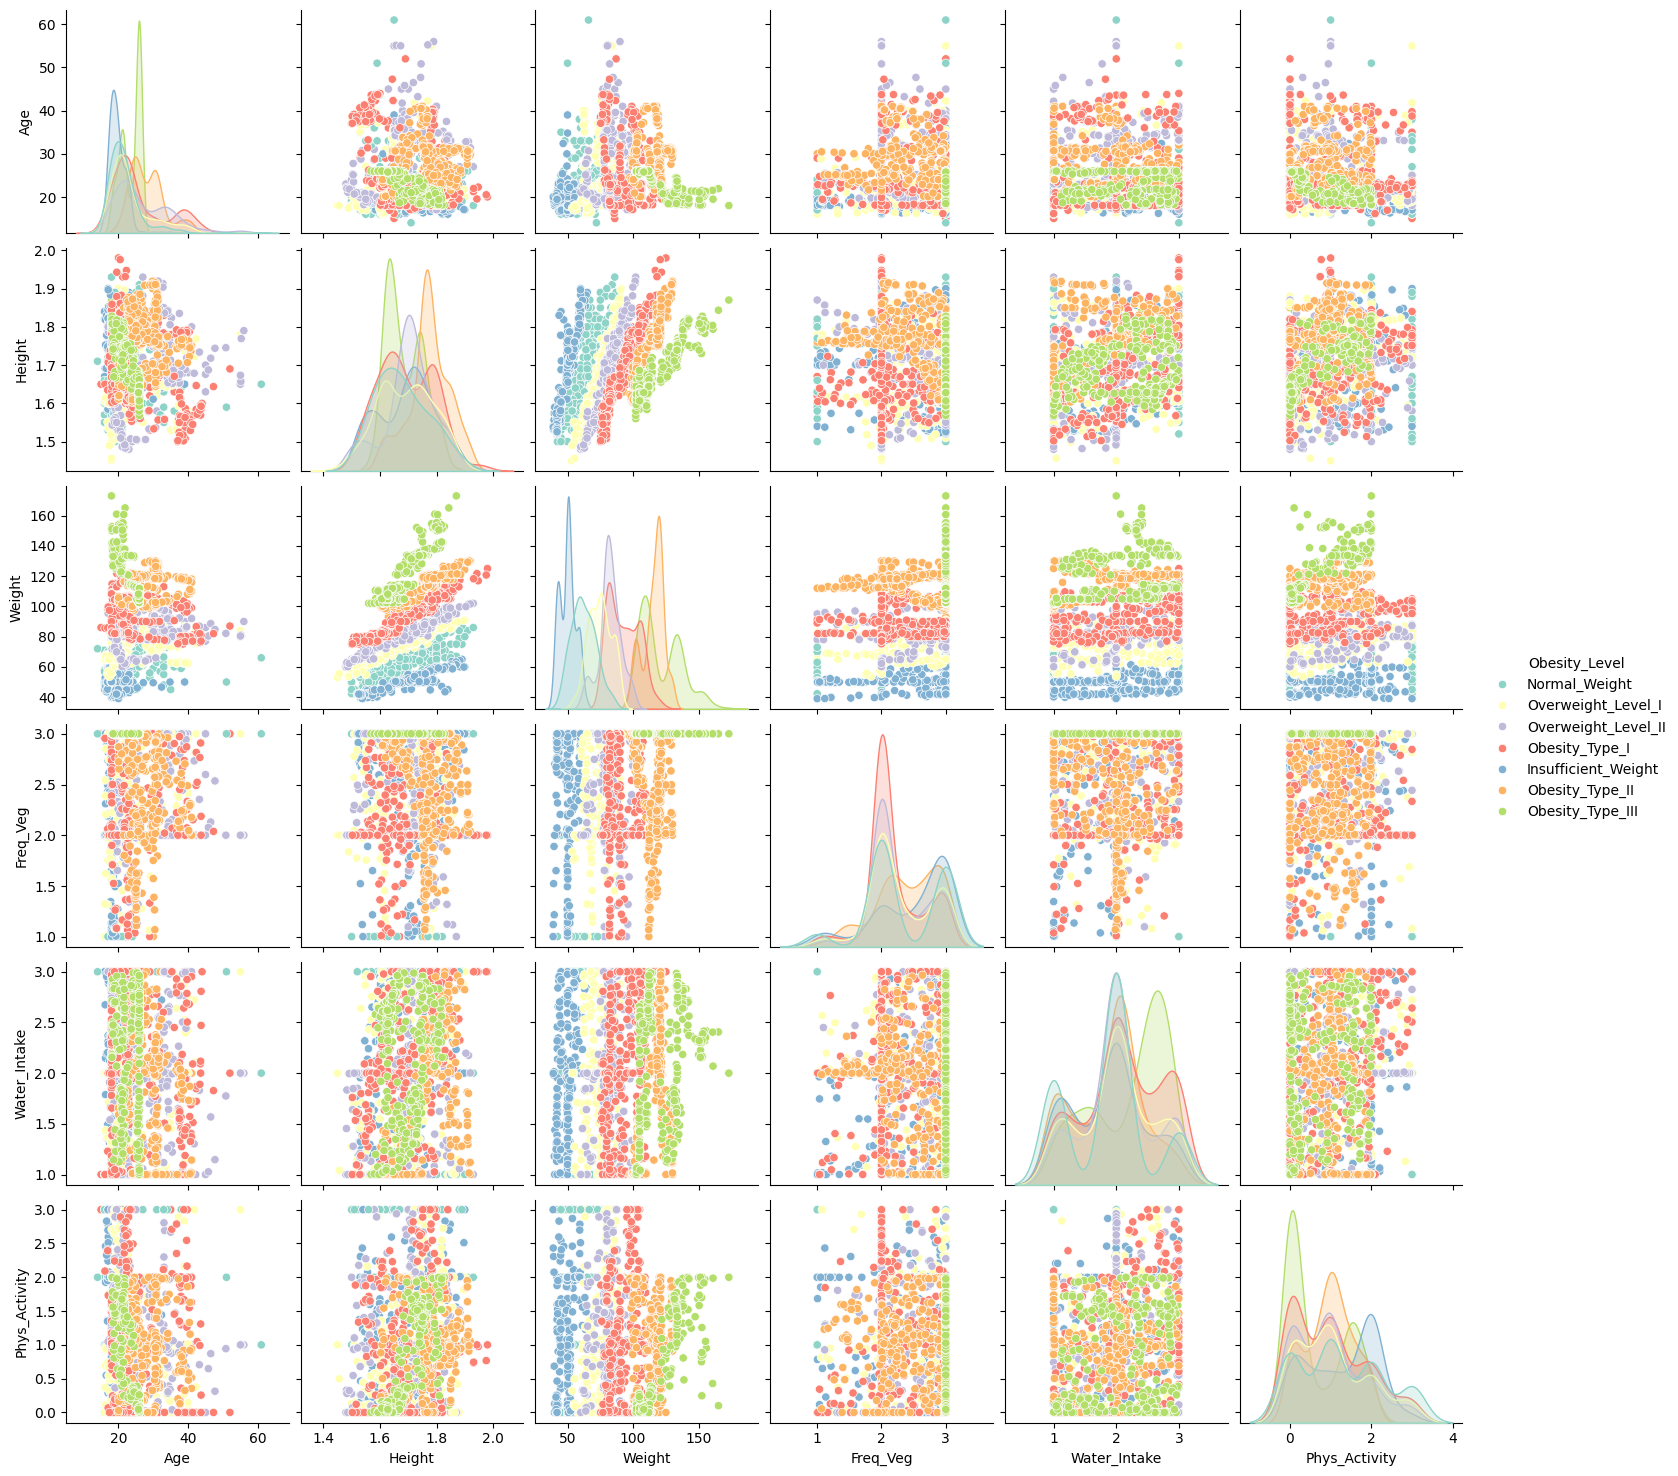 60
50
40
30
20
Age
2.0
1.9
1.8
1.7
1.6
1.5
Height
160
140
120
100
80
60
40
Weight
Obesity_Level
Normal_Weight
Overweight_Level_I
Overweight_Level_II
Obesity_Type_I
Insufficient_Weight
Obesity_Type_II
Obesity_Type_III
3.0
2.5
2.0
1.5
1.0
Freq_Veg
3.0
2.5
2.0
1.5
1.0
Water_Intake
3.0
2.5
2.0
1.5
1.0
0.5
0.0
Phys_Activity
20 40 60 1.4 1.6 1.8 2.0 50 100 150 1 2 3 1 2 3 0 2 4
Age Height Weight Freq_Veg Water_Intake Phys_Activity